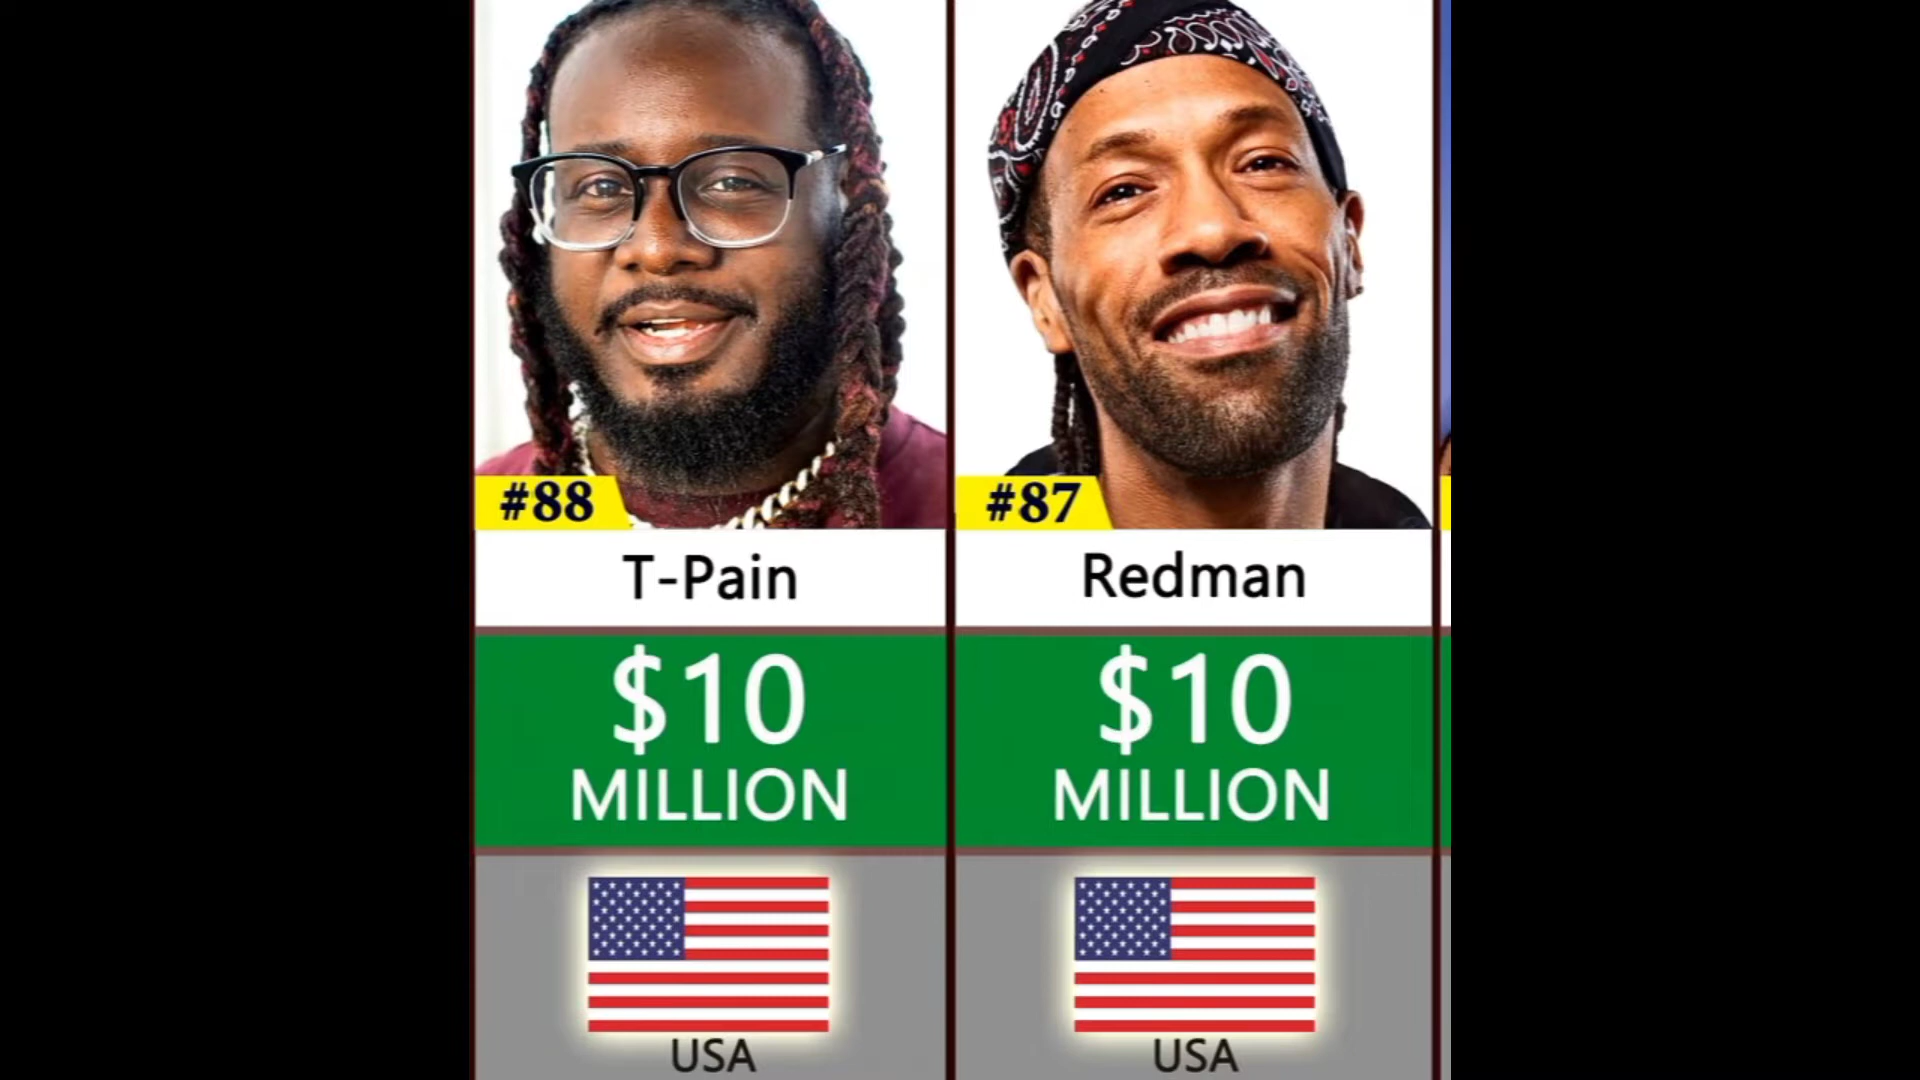 #88
T-Pain
$10
MILLION
USA
#87
Redman
$10
MILLION
USA